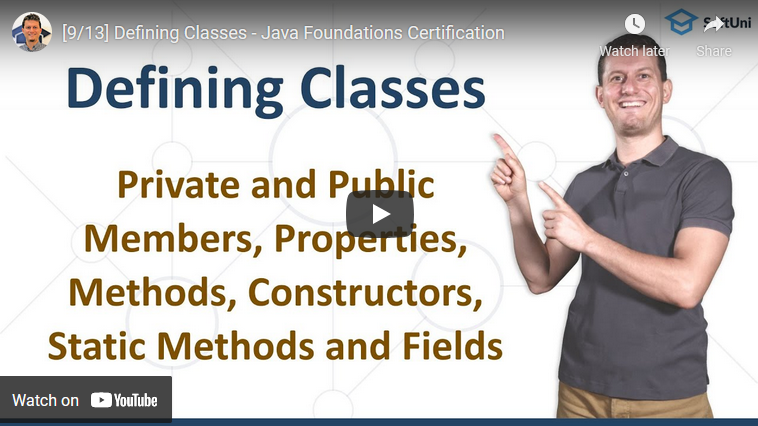 [9/13] Defining Classes - Java Foundations Certification
SoftUni
Watch later
Share
Defining Classes
Private and Public
Members, Properties,
Methods, Constructors,
Static Methods and Fields
Watch on YouTube